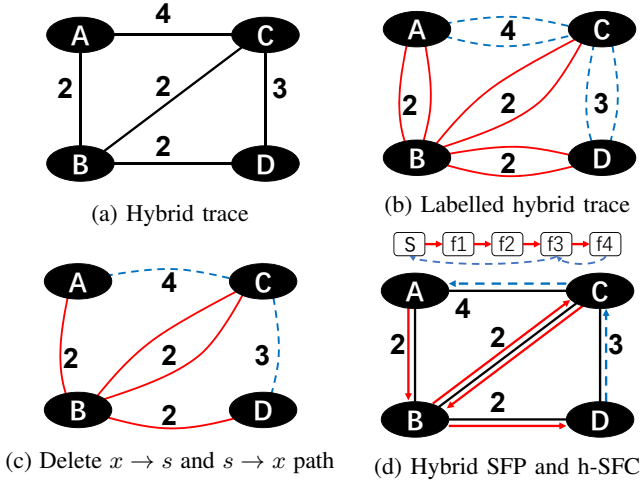 4
A
C
2
2
3
B
2
D
(a) Hybrid trace
A
4
C
2
2
3
B
2
D
(b) Labelled hybrid trace
A
4
C
2
2
3
B
2
D
(c) Delete x → s and s → x path
S f1 f2 f3 f4
A
4
C
2
2
3
B
2
D
(d) Hybrid SFP and h-SFC